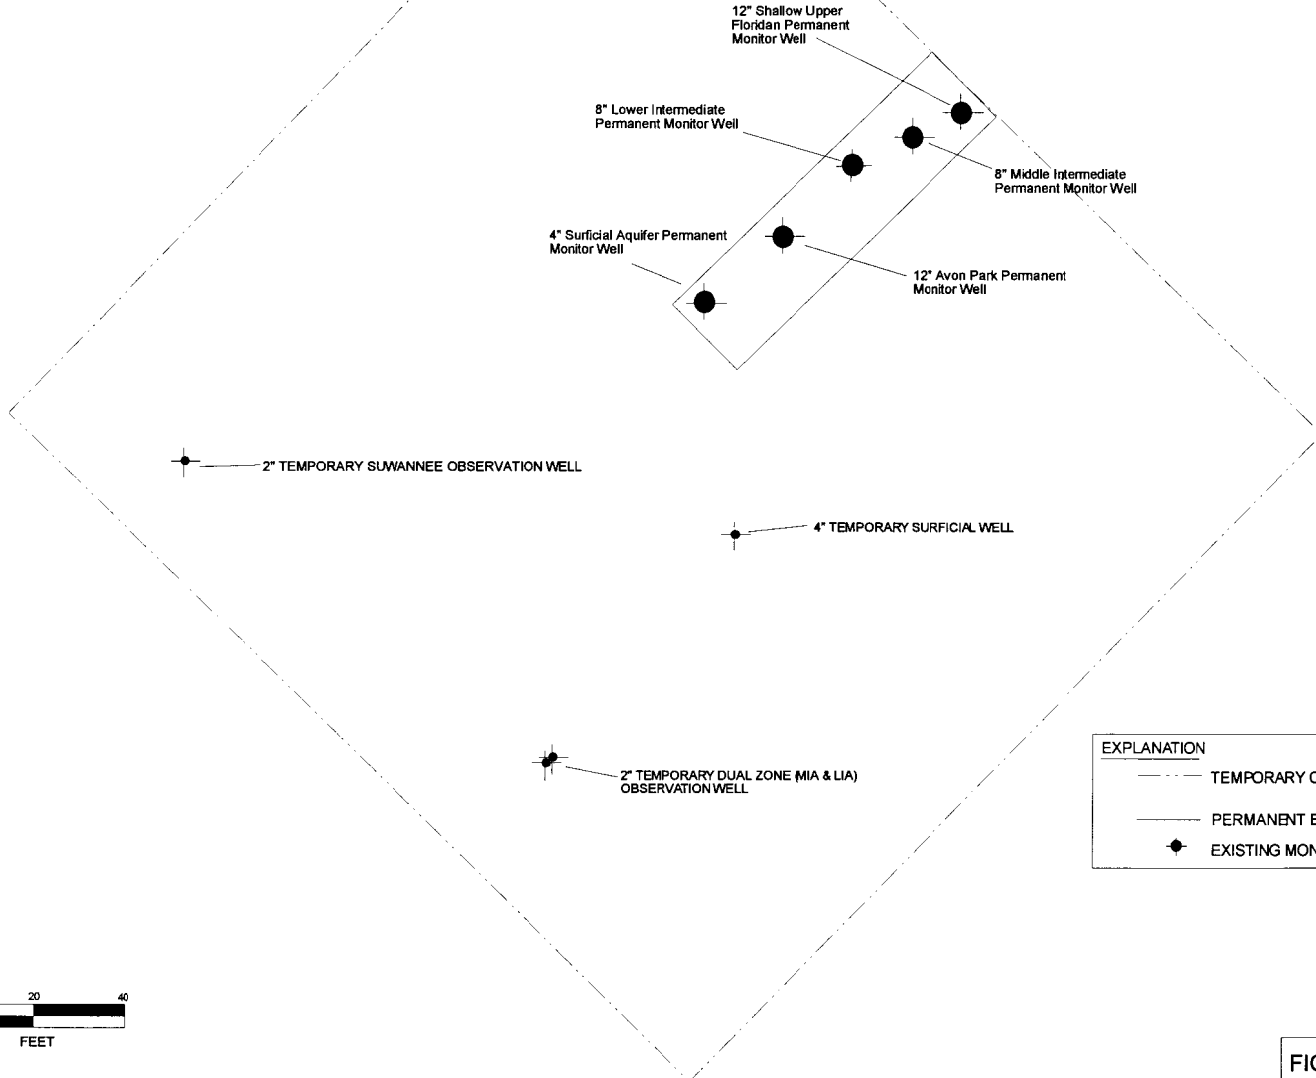 12" Shallow Upper
Floridan Permanent
Monitor Well
8" Lower Intermediate
Permanent Monitor Well
8" Middle Intermediate
Permanent Monitor Well
4" Surficial Aquifer Permanent
Monitor Well
12" Avon Park Permanent
Monitor Well
2" TEMPORARY SUWANNEE OBSERVATION WELL
4" TEMPORARY SURFICIAL WELL
2" TEMPORARY DUAL ZONE (MIA & LIA)
OBSERVATION WELL
EXPLANATION
TEMPORARY
PERMANENT
EXISTING
20 40
FEET